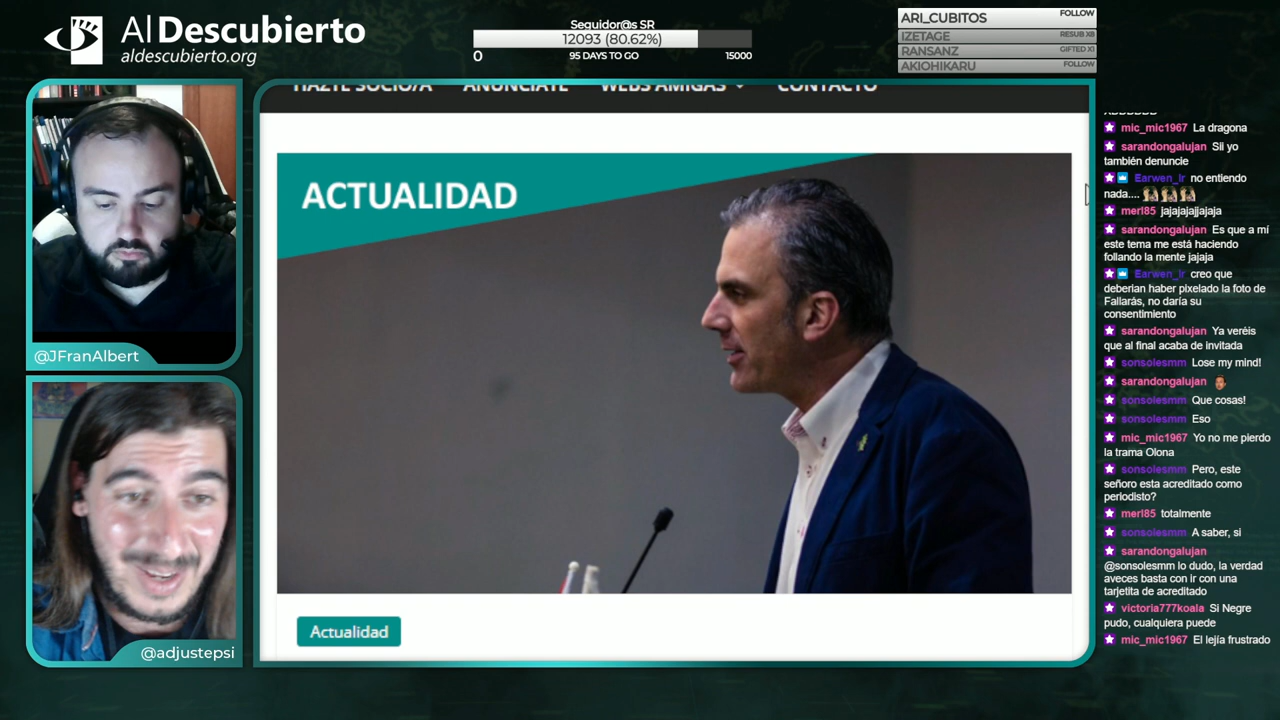 Al Descubierto
aldescubierto.org
Seguidor@s SR
12093 (80.62%)
0 95 DAYS TO GO 15000
ARI_CUBITOS FOLLOW
IZETAGE RESUB X8
RANSANZ GIFTED X1
AKIOHIKARU FOLLOW
HAZTE SOCIO/A ANÚNCIATE WEBS AMIGAS CONTACTO
ACTUALIDAD
Actualidad
@JFranAlbert
@adjustepsi
mic_mic1967 La dragona
sarandongalujan Sii yo
también denuncie
Earwen_Ir no entiendo
nada....
merl85 jajajajajjajaja
sarandongalujan Es que a mí
este tema me está haciendo
follando la mente jajaja
Earwen_Ir creo que
deberian haber pixelado la foto de
Fallarás, no daría su
consentimiento
sarandongalujan Ya veréis
que al final acaba de invitada
sonsolesmm Lose my mind!
sarandongalujan
sonsolesmm Que cosas!
sonsolesmm Eso
mic_mic1967 Yo no me pierdo
la trama Olona
sonsolesmm Pero, este
señoro esta acreditado como
periodisto?
merl85 totalmente
sonsolesmm A saber, si
sarandongalujan
@sonsolesmm lo dudo, la verdad
aveces basta con ir con una
tarjetita de acreditado
victoria777koala Si Negre
pudo, cualquiera puede
mic_mic1967 El lejía frustrado